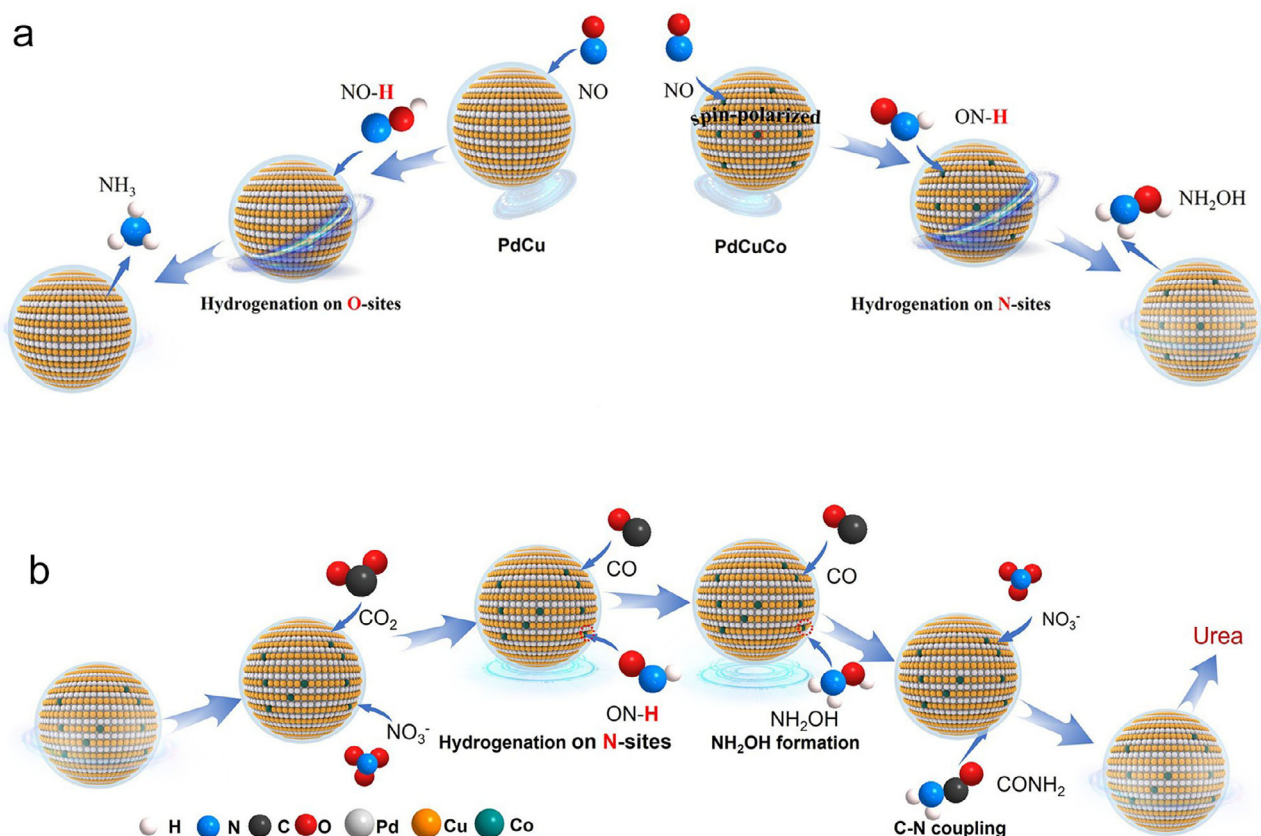 a
NO
NO
NO-H
spin-polarized
ON-H
NH3
NH2OH
PdCu
PdCuCo
Hydrogenation on O-sites
Hydrogenation on N-sites
b
CO2
CO
CO
NO3-
Urea
NO3-
ON-H
NH2OH
Hydrogenation on N-sites
NH2OH formation
CONH2
C-N coupling
H N C O Pd Cu Co